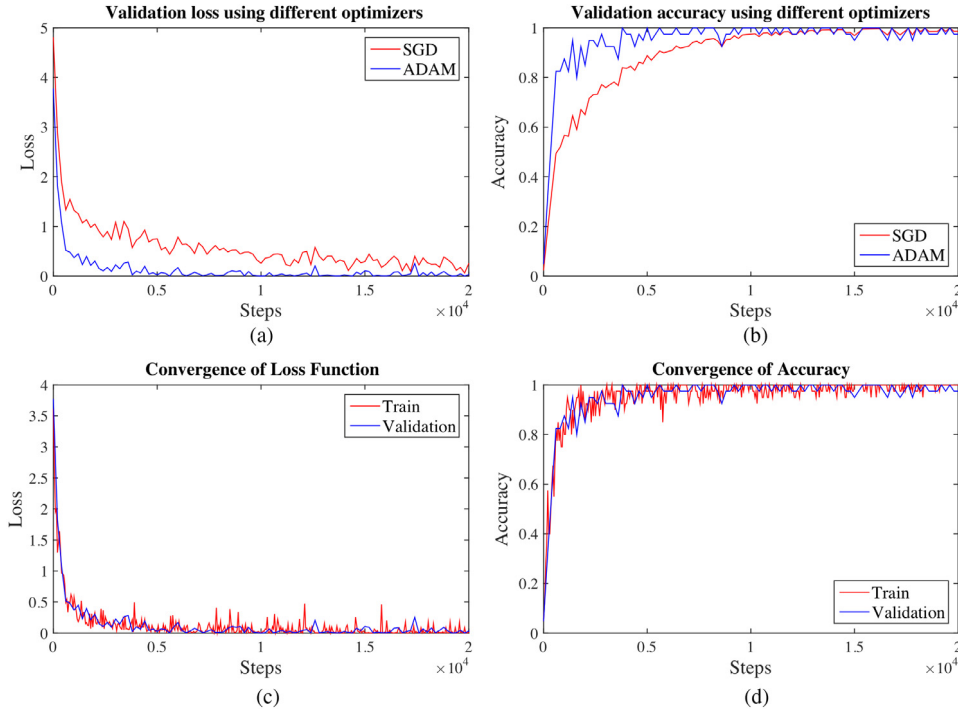 Validation loss using different optimizers
5
4
3
2
1
0
Loss
SGD
ADAM
0
0.5
1
1.5
2
Steps
×10^4
(a)
Validation accuracy using different optimizers
1
0.8
0.6
0.4
0.2
0
Accuracy
SGD
ADAM
0
0.5
1
1.5
2
Steps
×10^4
(b)
Convergence of Loss Function
4
3.5
3
2.5
2
1.5
1
0.5
0
Loss
Train
Validation
0
0.5
1
1.5
2
Steps
×10^4
(c)
Convergence of Accuracy
1
0.8
0.6
0.4
0.2
0
Accuracy
Train
Validation
0
0.5
1
1.5
2
Steps
×10^4
(d)